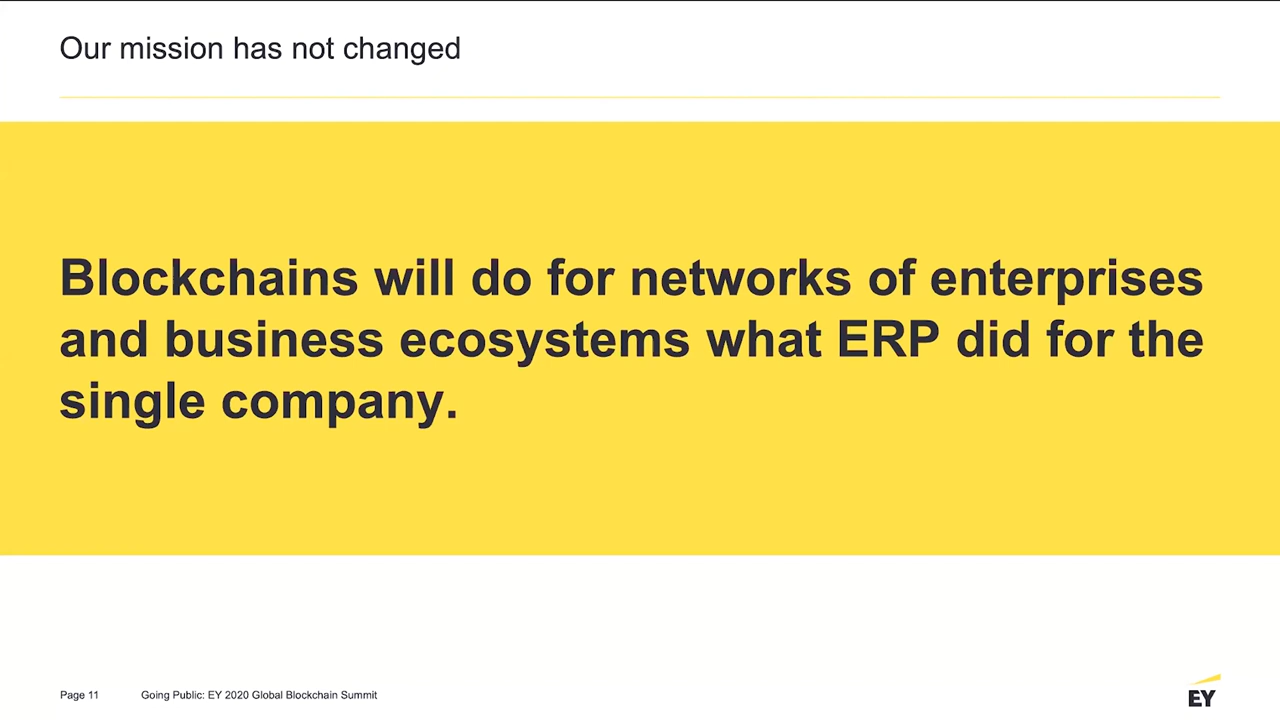 Our mission has not changed
Blockchains will do for networks of enterprises
and business ecosystems what ERP did for the
single company.
Page 11 Going Public: EY 2020 Global Blockchain Summit
EY